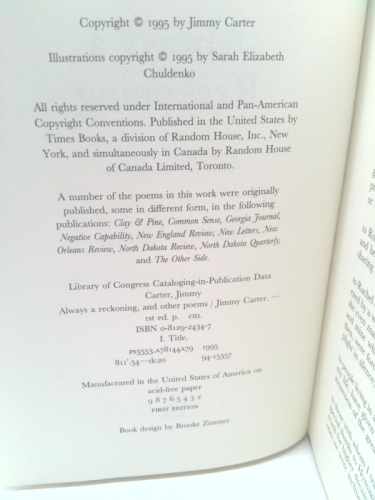 Copyright © 1995 by Jimmy Carter
Illustrations copyright © 1995 by Sarah Elizabeth
Chuldenko
All rights reserved under International and Pan-American
Copyright Conventions. Published in the United States by
Times Books, a division of Random House, Inc., New
York, and simultaneously in Canada by Random House
of Canada Limited, Toronto.
A number of the poems in this work were originally
published, some in different form, in the following
publications: Clay & Pine, Common Sense, Georgia Journal,
Negative Capability, New England Review, New Letters, New
Orleans Review, North Dakota Review, North Dakota Quarterly,
and The Other Side.
Library of Congress Cataloging-in-Publication Data
Carter, Jimmy
Always a reckoning, and other poems / Jimmy Carter. —
1st ed. p. cm.
ISBN 0-8129-2434-7
I. Title.
PS3553.A78144A79 1995
811'.54—dc20 94-15357
Manufactured in the United States of America on
acid-free paper
9 8 7 6 5 4 3 2
FIRST EDITION
Book design by Brooke Zimmer